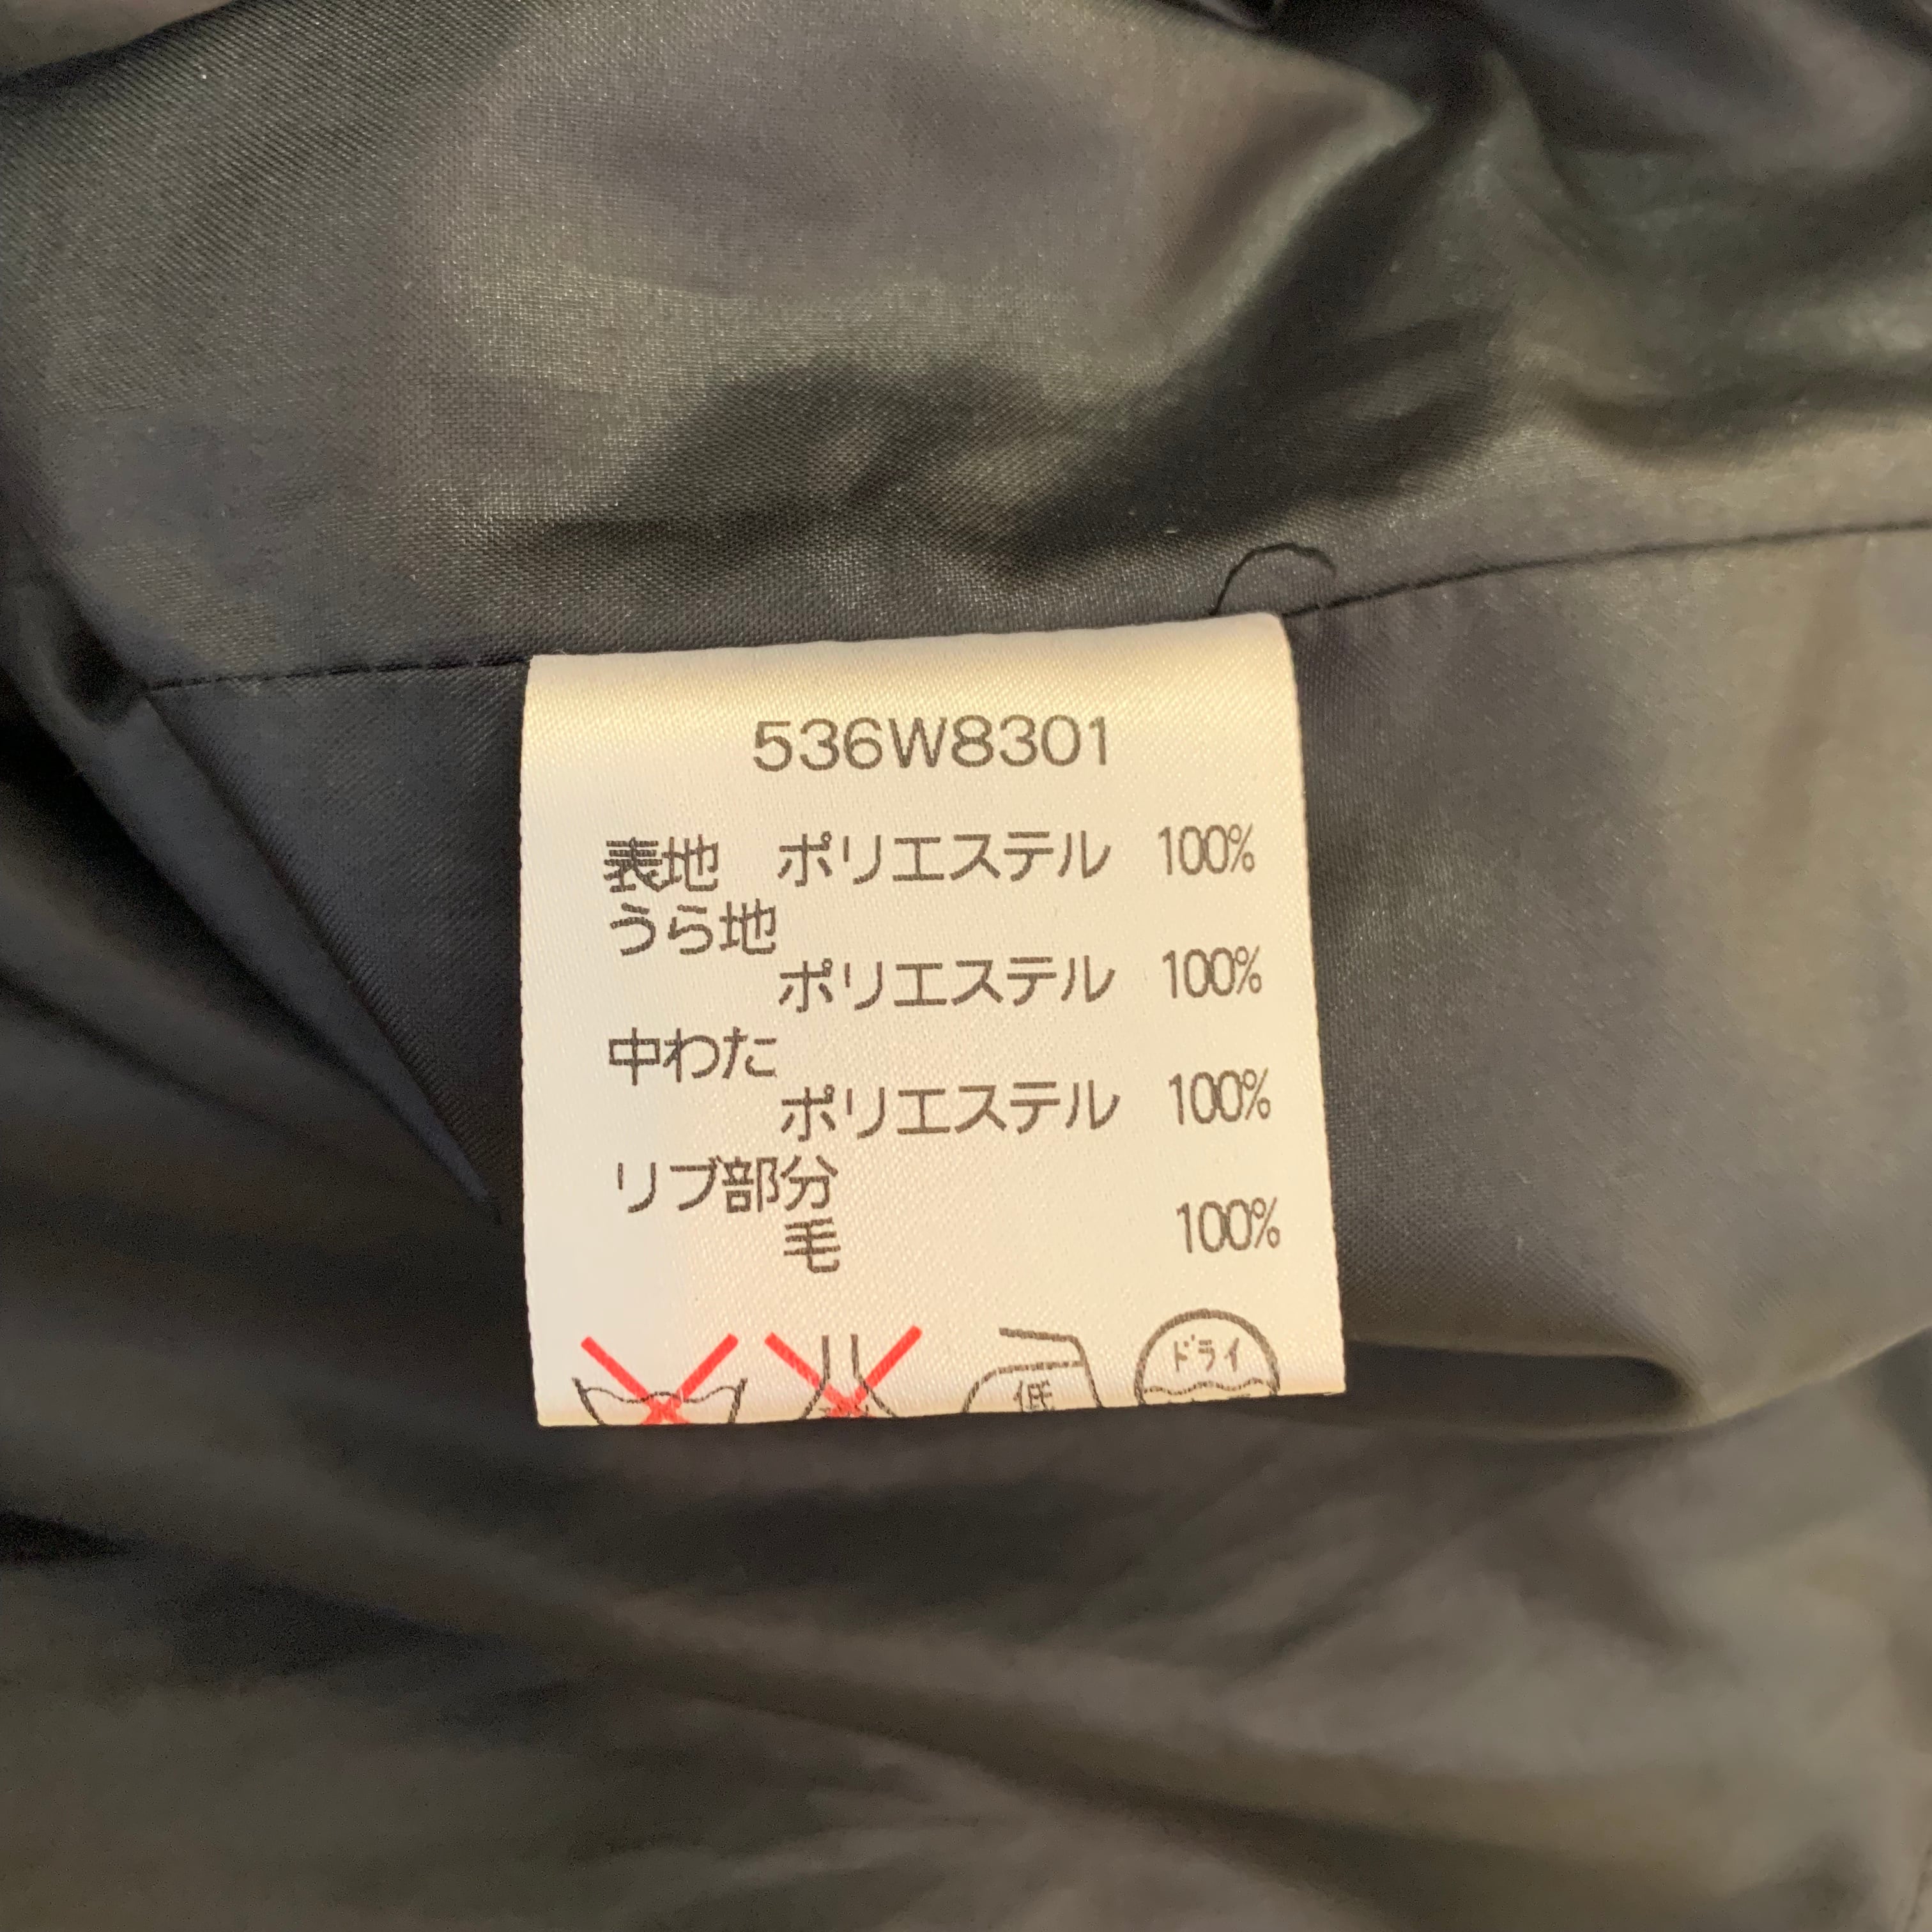 536W8301
表地 ポリエステル 100%
うら地
ポリエステル 100%
中わた
ポリエステル 100%
リブ部分
毛 100%
低 ドライ